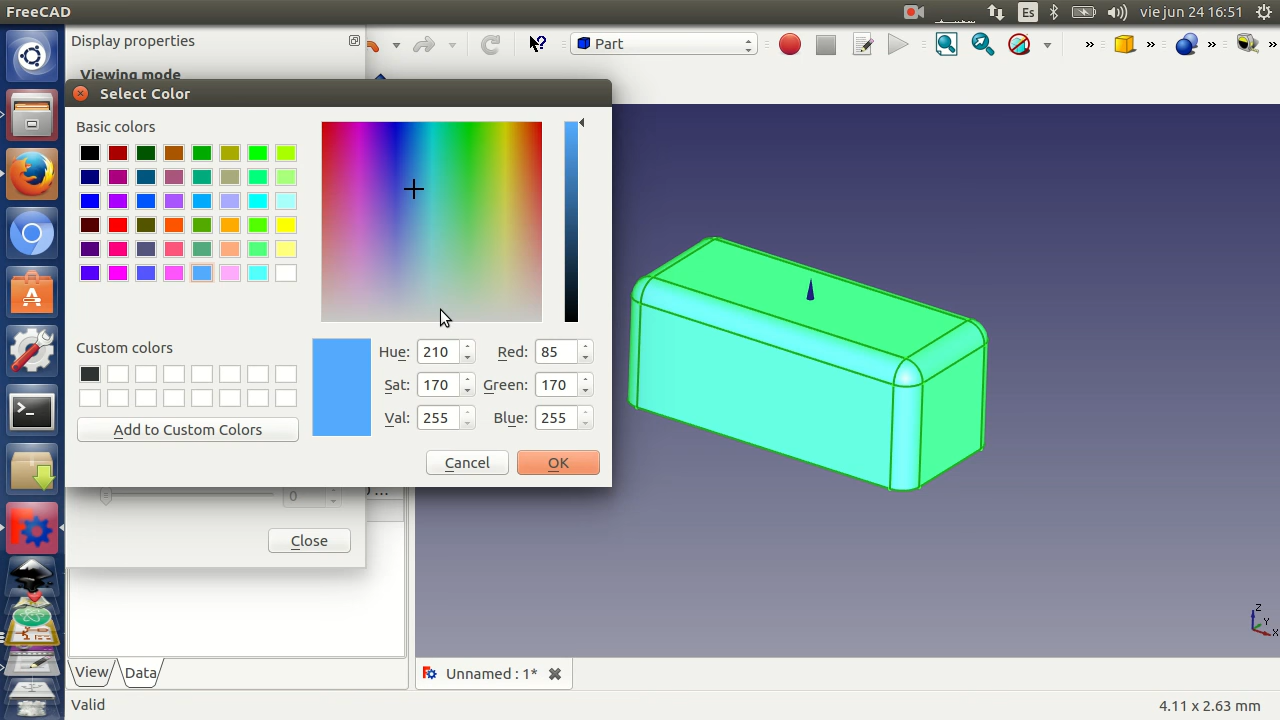 FreeCAD
Es
vie jun 24 16:51
Display properties
Viewing mode
Part
»
»
»
»
Select Color
Basic colors
Custom colors
Hue: 210
Red: 85
Sat: 170
Green: 170
Val: 255
Blue: 255
Add to Custom Colors
Cancel
OK
0
Close
Z
Y
X
View
Data
Unnamed : 1*
Valid
4.11 x 2.63 mm